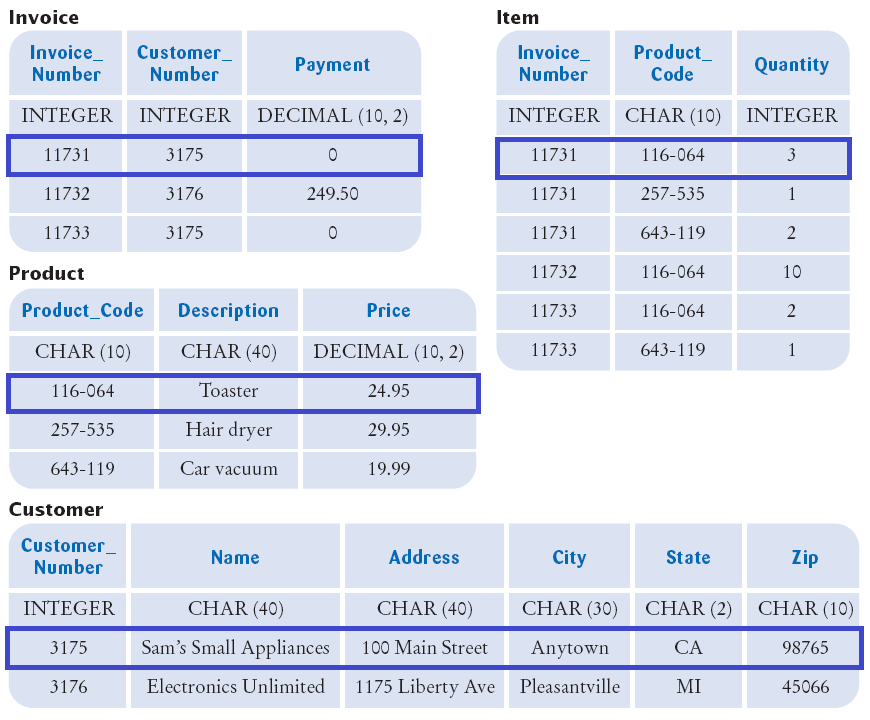 Invoice
Invoice_ Customer_ Payment
Number Number
INTEGER INTEGER DECIMAL (10, 2)
11731 3175 0
11732 3176 249.50
11733 3175 0
Item
Invoice_ Product_ Quantity
Number Code
INTEGER CHAR (10) INTEGER
11731 116-064 3
11731 257-535 1
11731 643-119 2
11732 116-064 10
11733 116-064 2
11733 643-119 1
Product
Product_Code Description Price
CHAR (10) CHAR (40) DECIMAL (10, 2)
116-064 Toaster 24.95
257-535 Hair dryer 29.95
643-119 Car vacuum 19.99
Customer
Customer_ Name Address City State Zip
Number
INTEGER CHAR (40) CHAR (40) CHAR (30) CHAR (2) CHAR (10)
3175 Sam’s Small Appliances 100 Main Street Anytown CA 98765
3176 Electronics Unlimited 1175 Liberty Ave Pleasantville MI 45066